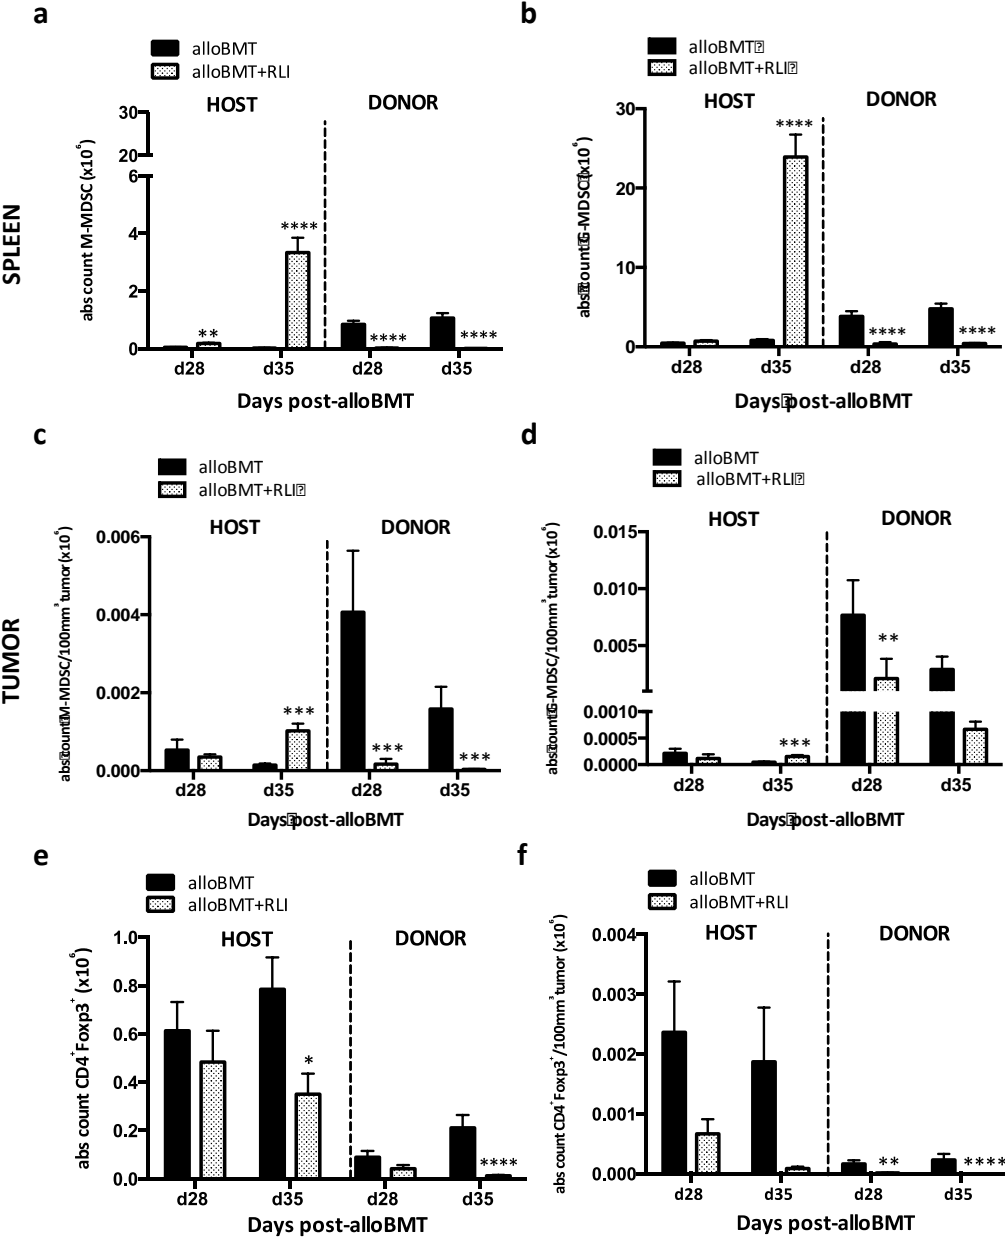 a
alloBMT
alloBMT+RLI
HOST
DONOR
SPLEEN
abs count M-MDSC (x10⁶)
30
20
6
4
2
0
**
****
****
****
d28
d35
d28
d35
Days post-alloBMT
b
alloBMT
alloBMT+RLI
HOST
DONOR
abs count G-MDSC (x10⁶)
30
20
10
0
****
****
****
d28
d35
d28
d35
Days post-alloBMT
c
alloBMT
alloBMT+RLI
HOST
DONOR
TUMOR
abs count M-MDSC/100mm³ tumor (x10⁶)
0.006
0.004
0.002
0.000
***
***
***
d28
d35
d28
d35
Days post-alloBMT
d
alloBMT
alloBMT+RLI
HOST
DONOR
abs count G-MDSC/100mm³ tumor (x10⁶)
0.015
0.010
0.005
0.0010
0.0005
0.0000
***
**
d28
d35
d28
d35
Days post-alloBMT
e
alloBMT
alloBMT+RLI
HOST
DONOR
abs count CD4⁺Foxp3⁺ (x10⁶)
1.0
0.8
0.6
0.4
0.2
0.0
*
****
d28
d35
d28
d35
Days post-alloBMT
f
alloBMT
alloBMT+RLI
HOST
DONOR
abs count CD4⁺Foxp3⁺/100mm³ tumor (x10⁶)
0.004
0.003
0.002
0.001
0.000
**
****
d28
d35
d28
d35
Days post-alloBMT